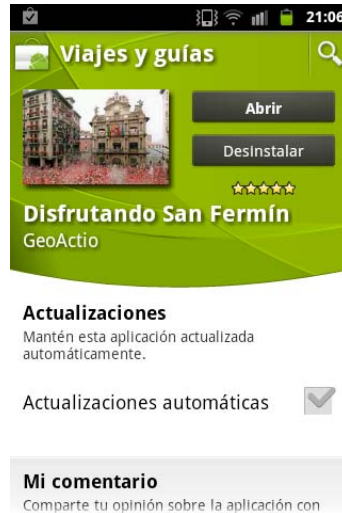 21:06
Viajes y guías
Abrir
Desinstalar
Disfrutando San Fermín
GeoActio
Actualizaciones
Mantén esta aplicación actualizada
automáticamente.
Actualizaciones automáticas
Mi comentario
Comparte tu opinión sobre la aplicación con